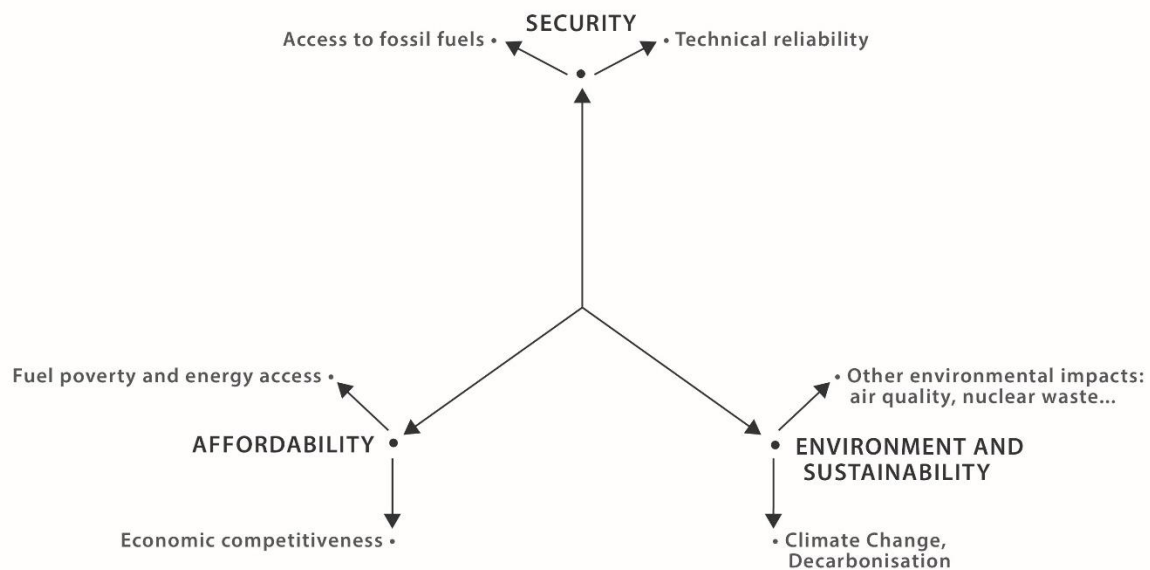 SECURITY
Access to fossil fuels •
• Technical reliability
Fuel poverty and energy access •
• Other environmental impacts:
air quality, nuclear waste...
AFFORDABILITY
ENVIRONMENT AND
SUSTAINABILITY
Economic competitiveness •
• Climate Change,
Decarbonisation